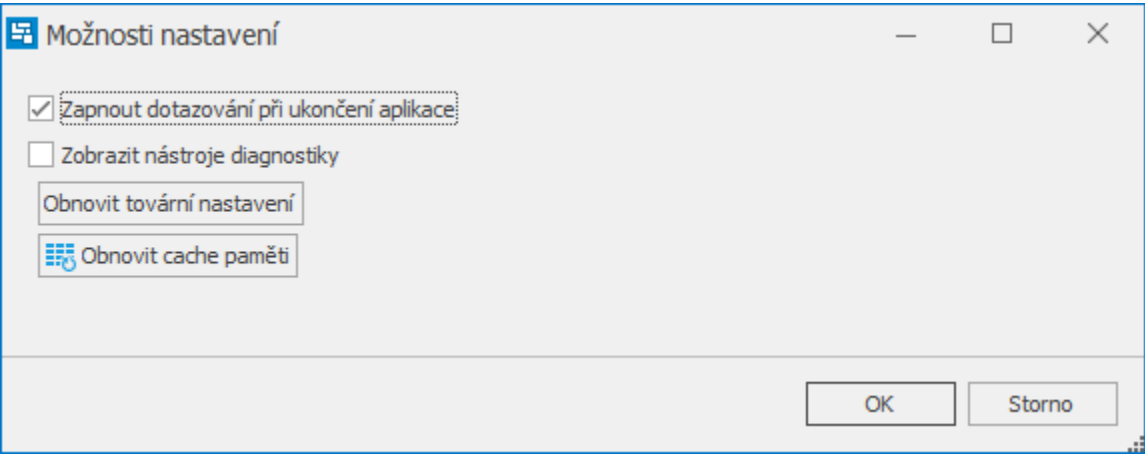 Možnosti nastavení
Zapnout dotazování při ukončení aplikace
Zobrazit nástroje diagnostiky
Obnovit tovární nastavení
Obnovit cache paměti
OK Storno